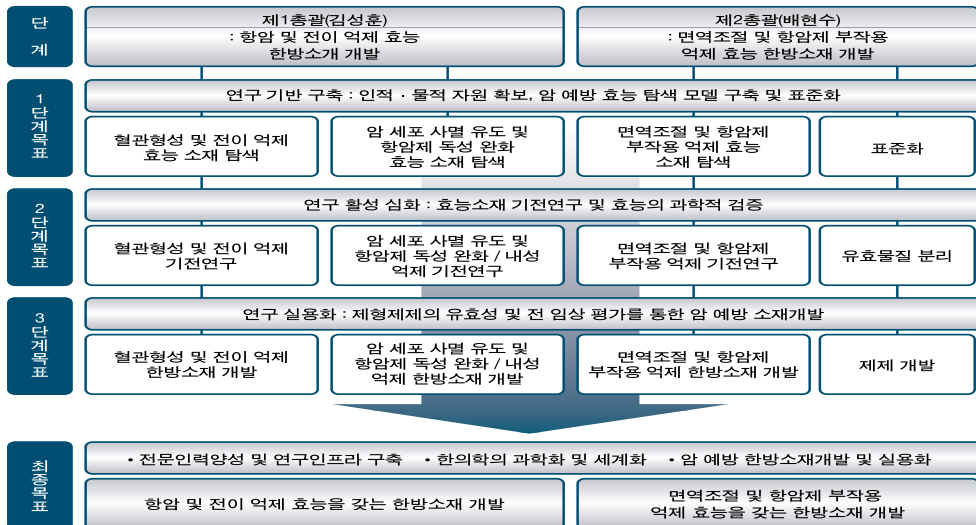 단
계
제1총괄(김성훈)
: 항암 및 전이 억제 효능
한방소개 개발
제2총괄(배현수)
: 면역조절 및 항암제 부작용
억제 효능 한방소재 개발
1
단
계
목
표
연구 기반 구축 : 인적 · 물적 자원 확보, 암 예방 효능 탐색 모델 구축 및 표준화
혈관형성 및 전이 억제
효능 소재 탐색
암 세포 사멸 유도 및
항암제 독성 완화
효능 소재 탐색
면역조절 및 항암제
부작용 억제 효능
소재 탐색
표준화
2
단
계
목
표
연구 활성 심화 : 효능소재 기전연구 및 효능의 과학적 검증
혈관형성 및 전이 억제
기전연구
암 세포 사멸 유도 및
항암제 독성 완화 / 내성
억제 기전연구
면역조절 및 항암제
부작용 억제 기전연구
유효물질 분리
3
단
계
목
표
연구 실용화 : 제형제제의 유효성 및 전 임상 평가를 통한 암 예방 소재개발
혈관형성 및 전이 억제
한방소재 개발
암 세포 사멸 유도 및
항암제 독성 완화 / 내성
억제 한방소재 개발
면역조절 및 항암제
부작용 억제 한방소재 개발
제제 개발
최
종
목
표
• 전문인력양성 및 연구인프라 구축 • 한의학의 과학화 및 세계화 • 암 예방 한방소재개발 및 실용화
항암 및 전이 억제 효능을 갖는 한방소재 개발
면역조절 및 항암제 부작용
억제 효능을 갖는 한방소재 개발